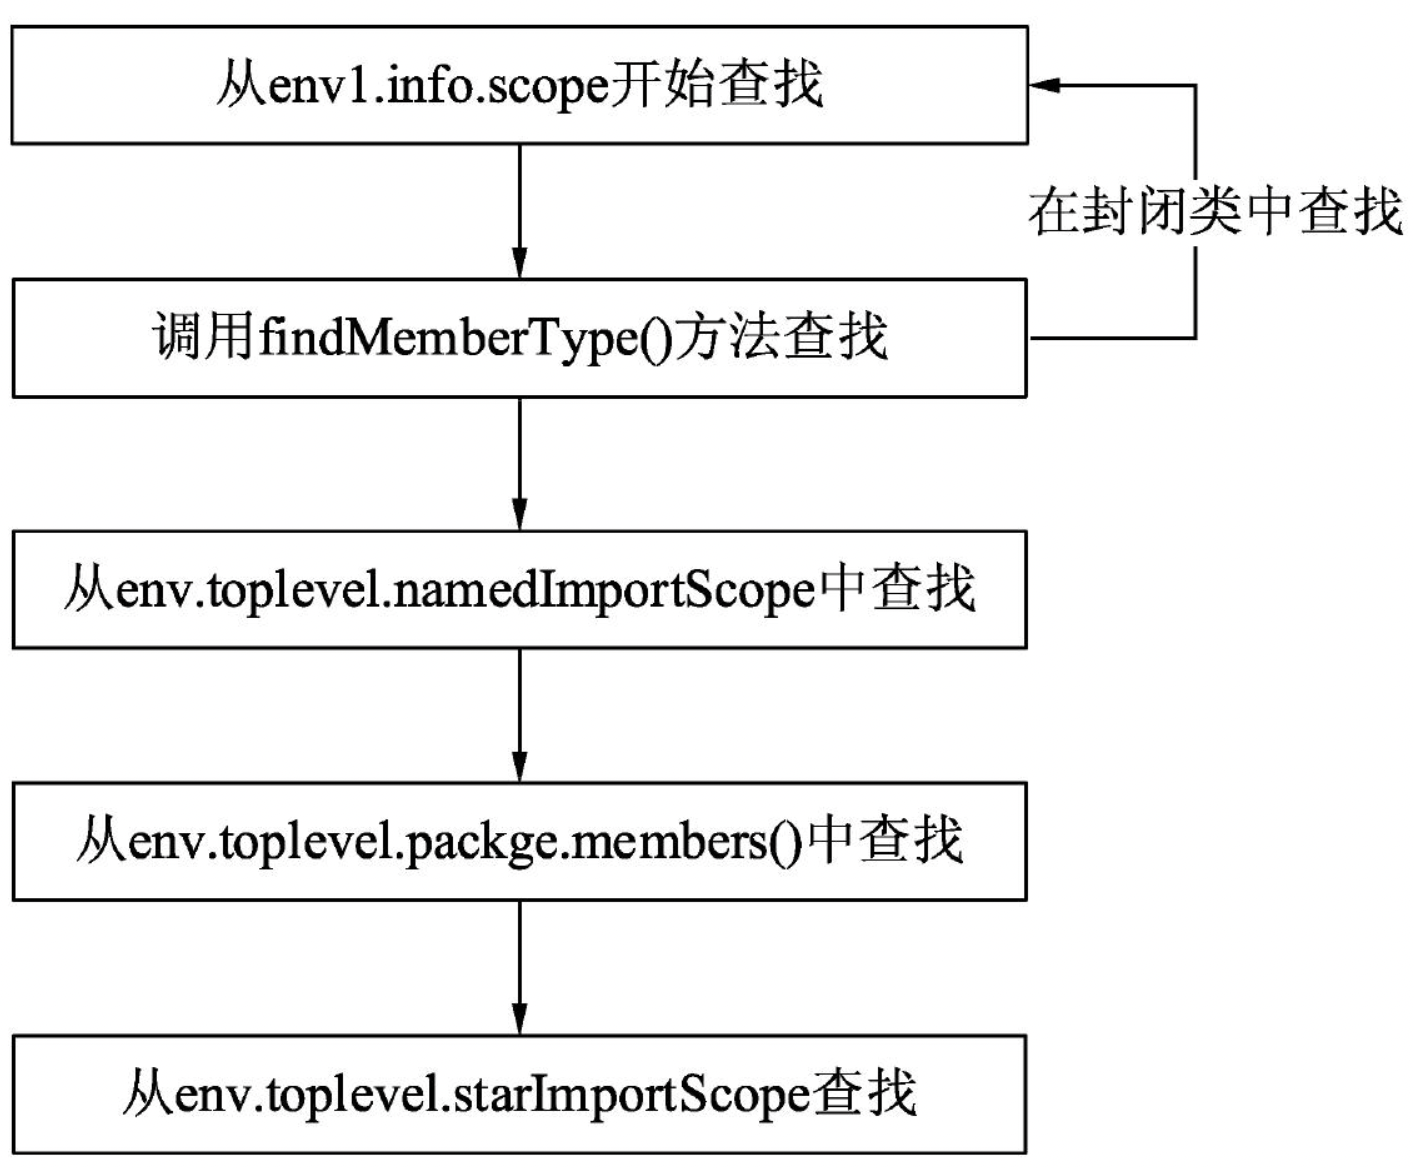 从env1.info.scope开始查找
在封闭类中查找
调用findMemberType()方法查找
从env.toplevel.namedImportScope中查找
从env.toplevel.packge.members()中查找
从env.toplevel.starImportScope查找